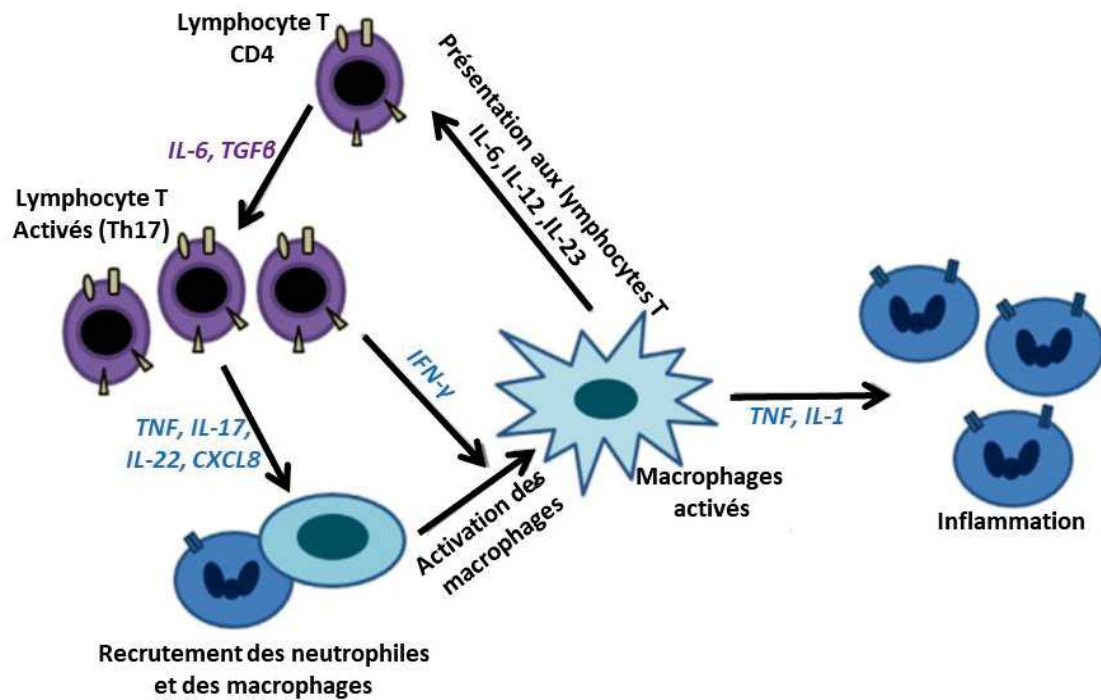 Lymphocyte T
CD4
Présentation aux lymphocytes T
IL-6, IL-12 ,IL-23
IL-6, TGFβ
Lymphocyte T
Activés (Th17)
IFN-γ
TNF, IL-17,
IL-22, CXCL8
TNF, IL-1
Activation des
macrophages
Macrophages
activés
Inflammation
Recrutement des neutrophiles
et des macrophages